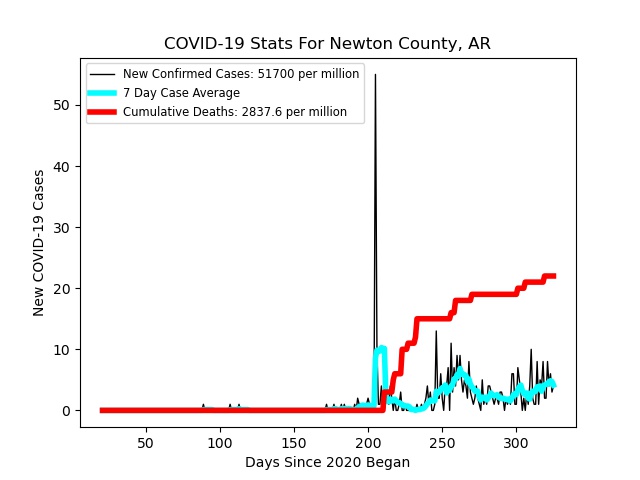 COVID-19 Stats For Newton County, AR
New Confirmed Cases: 51700 per million
7 Day Case Average
Cumulative Deaths: 2837.6 per million
New COVID-19 Cases
50
40
30
20
10
0
50 100 150 200 250 300
Days Since 2020 Began